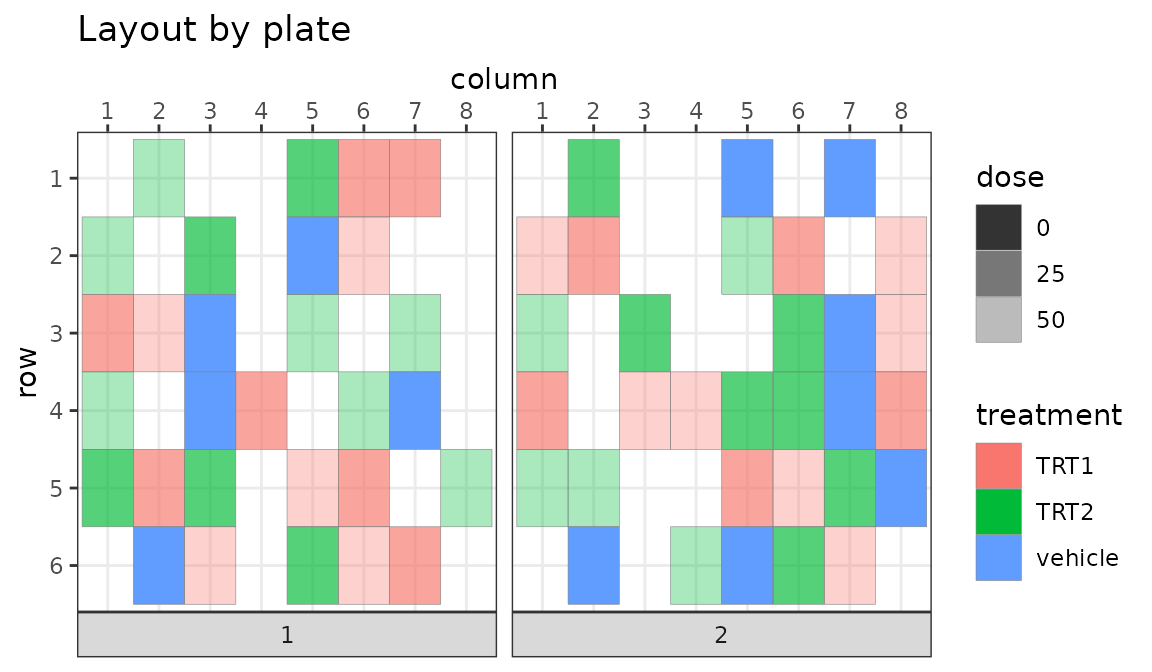 Layout by plate
column
1 2 3 4 5 6 7 8 1 2 3 4 5 6 7 8
row
1
2
3
4
5
6
1 2
dose
0
25
50
treatment
TRT1
TRT2
vehicle